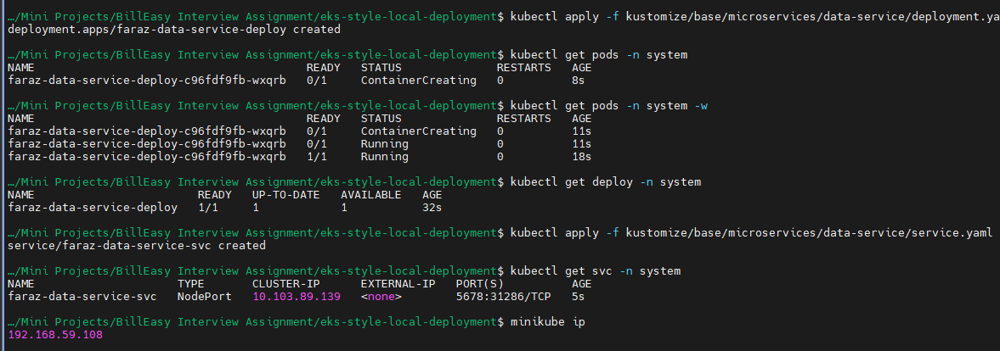 …/Mini Projects/BillEasy Interview Assignment/eks-style-local-deployment$ kubectl apply -f kustomize/base/microservices/data-service/deployment.ya
deployment.apps/faraz-data-service-deploy created
…/Mini Projects/BillEasy Interview Assignment/eks-style-local-deployment$ kubectl get pods -n system
NAME READY STATUS RESTARTS AGE
faraz-data-service-deploy-c96fdf9fb-wxqrb 0/1 ContainerCreating 0 8s
…/Mini Projects/BillEasy Interview Assignment/eks-style-local-deployment$ kubectl get pods -n system -w
NAME READY STATUS RESTARTS AGE
faraz-data-service-deploy-c96fdf9fb-wxqrb 0/1 ContainerCreating 0 11s
faraz-data-service-deploy-c96fdf9fb-wxqrb 0/1 Running 0 11s
faraz-data-service-deploy-c96fdf9fb-wxqrb 1/1 Running 0 18s
…/Mini Projects/BillEasy Interview Assignment/eks-style-local-deployment$ kubectl get deploy -n system
NAME READY UP-TO-DATE AVAILABLE AGE
faraz-data-service-deploy 1/1 1 1 32s
…/Mini Projects/BillEasy Interview Assignment/eks-style-local-deployment$ kubectl apply -f kustomize/base/microservices/data-service/service.yaml
service/faraz-data-service-svc created
…/Mini Projects/BillEasy Interview Assignment/eks-style-local-deployment$ kubectl get svc -n system
NAME TYPE CLUSTER-IP EXTERNAL-IP PORT(S) AGE
faraz-data-service-svc NodePort 10.103.89.139 <none> 5678:31286/TCP 5s
…/Mini Projects/BillEasy Interview Assignment/eks-style-local-deployment$ minikube ip
192.168.59.108